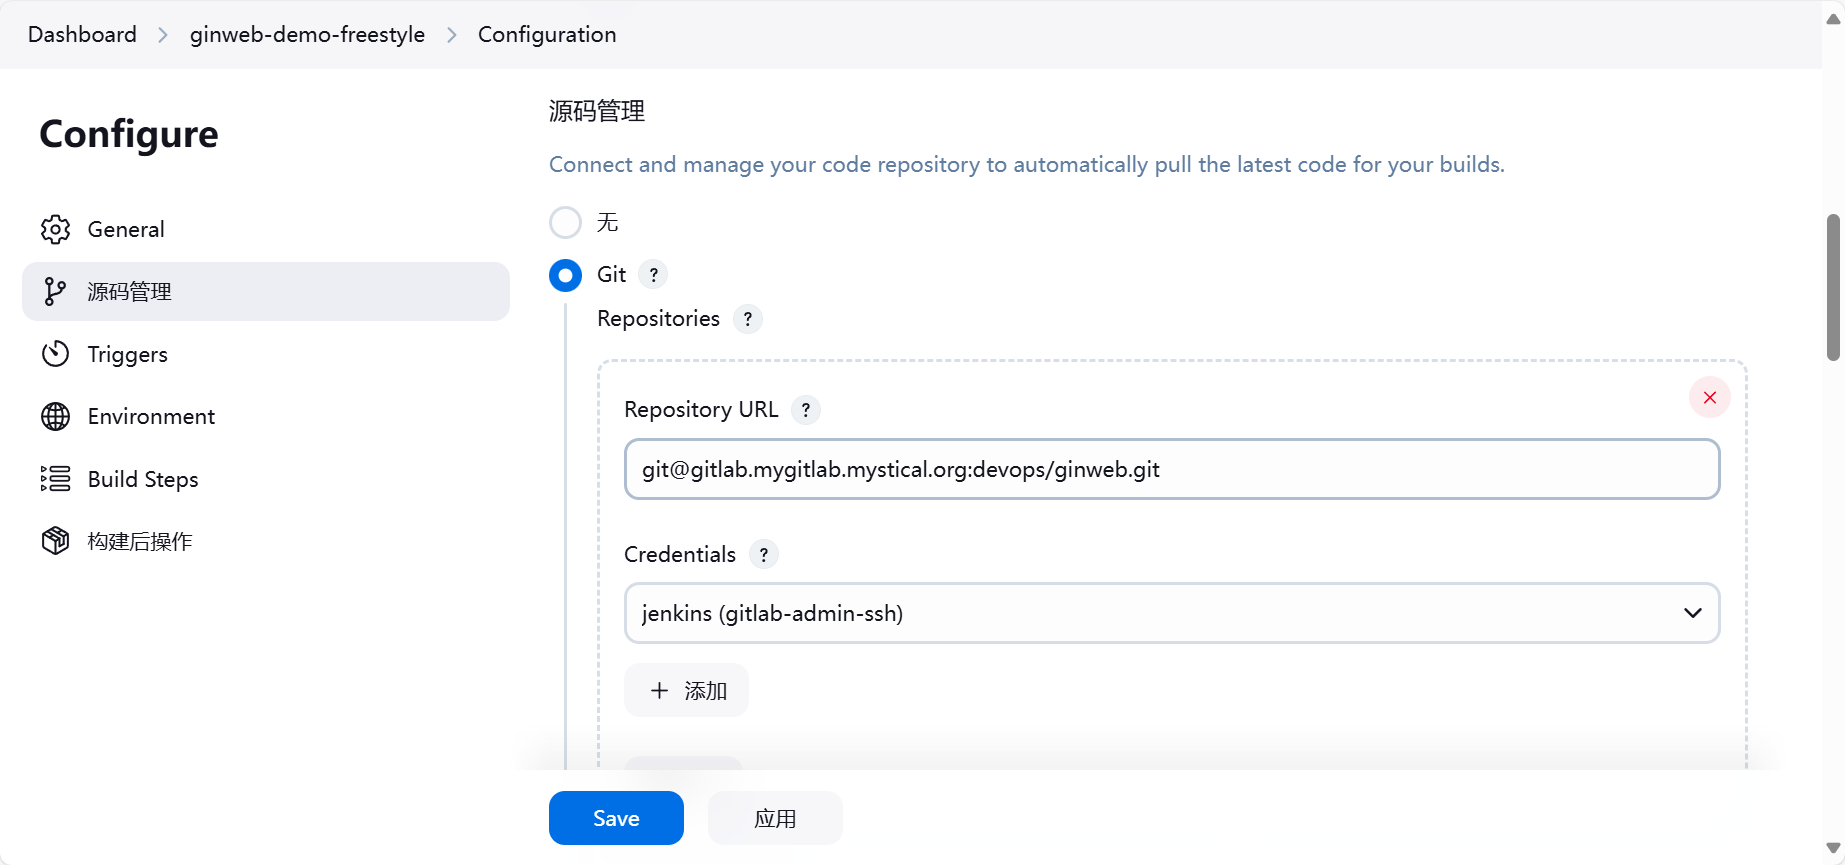 Dashboard > ginweb-demo-freestyle > Configuration
Configure
General
源码管理
Triggers
Environment
Build Steps
构建后操作
源码管理
Connect and manage your code repository to automatically pull the latest code for your builds.
无
Git ?
Repositories ?
Repository URL ?
git@gitlab.mygitlab.mystical.org:devops/ginweb.git
Credentials ?
jenkins (gitlab-admin-ssh)
+ 添加
Save
应用